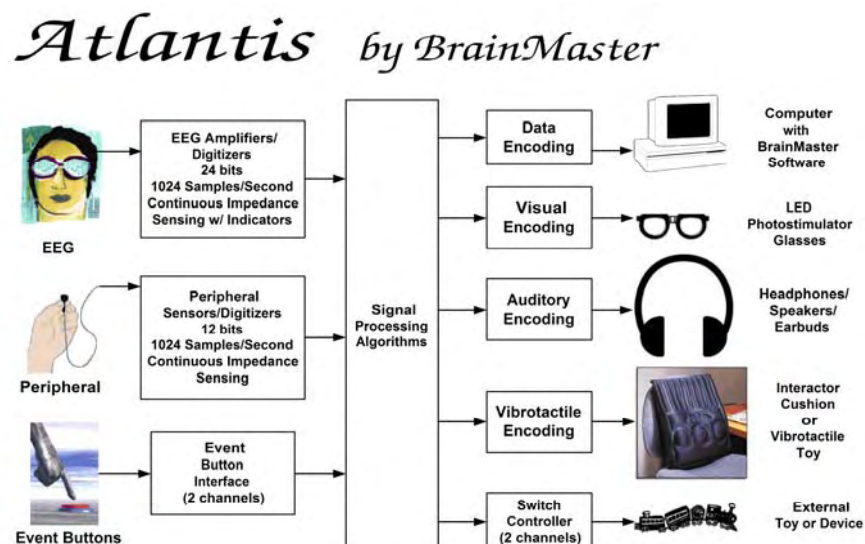 Atlantis by BrainMaster
EEG Amplifiers/
Digitizers
24 bits
1024 Samples/Second
Continuous Impedance
Sensing w/ Indicators
EEG
Peripheral
Sensors/Digitizers
12 bits
1024 Samples/Second
Continuous Impedance
Sensing
Peripheral
Event
Button
Interface
(2 channels)
Event Buttons
Signal
Processing
Algorithms
Data
Encoding
Computer
with
BrainMaster
Software
Visual
Encoding
LED
Photostimulator
Glasses
Auditory
Encoding
Headphones/
Speakers/
Earbuds
Vibrotactile
Encoding
Interactor
Cushion
or
Vibrotactile
Toy
Switch
Controller
(2 channels)
External
Toy or Device